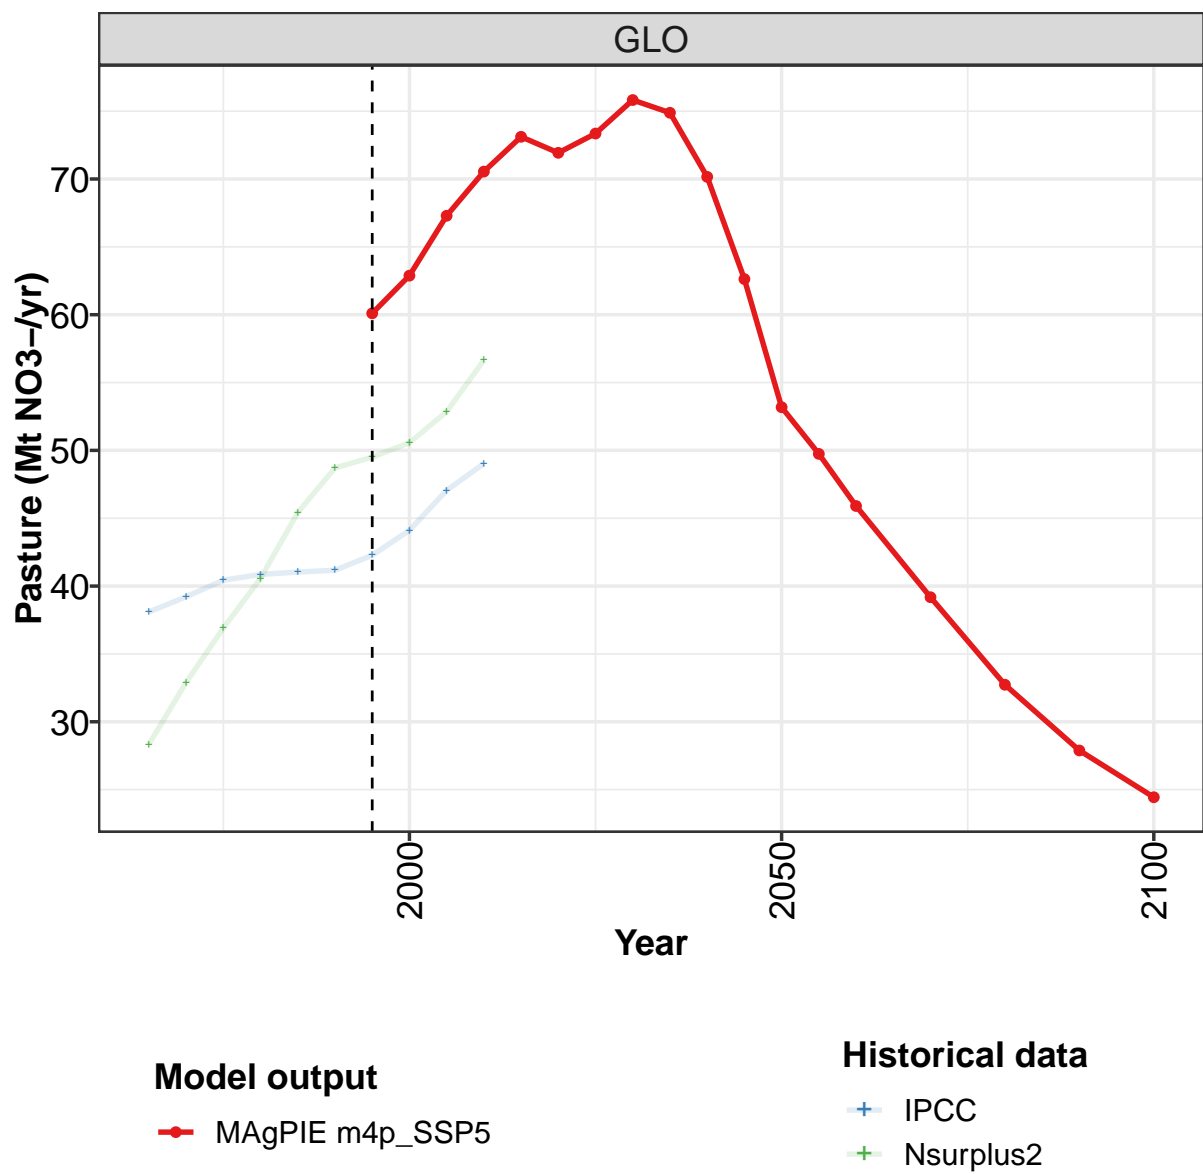 GLO
Pasture (Mt NO3−/yr)
70
60
50
40
30
2000
2050
2100
Year
Model output
MAgPIE m4p_SSP5
Historical data
IPCC
Nsurplus2